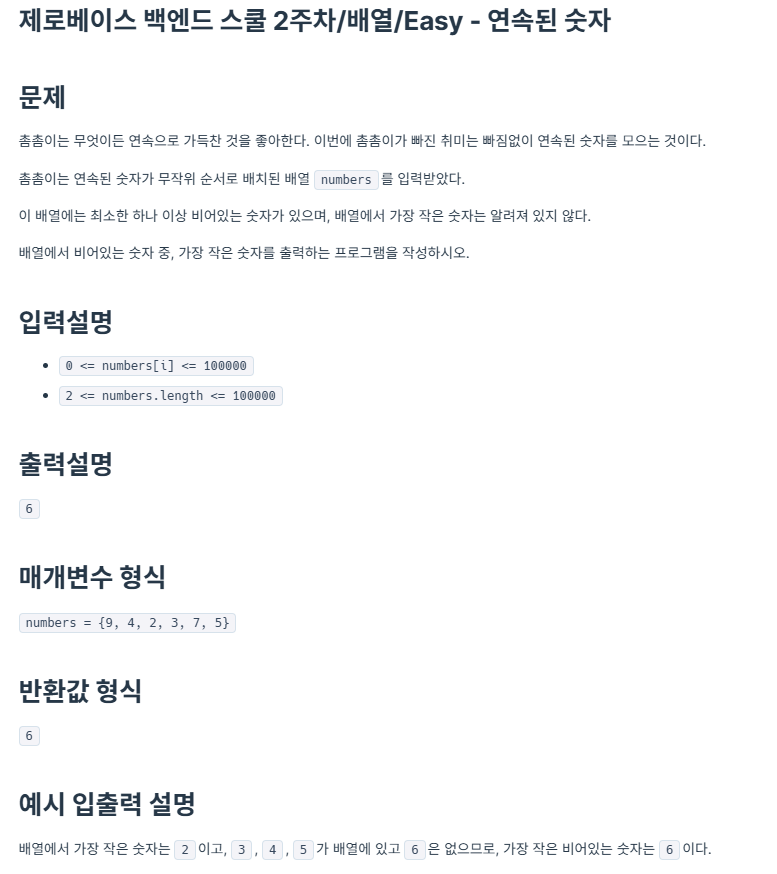 제로베이스 백엔드 스쿨 2주차/배열/Easy - 연속된 숫자
문제
촘촘이는 무엇이든 연속으로 가득찬 것을 좋아한다. 이번에 촘촘이가 빠진 취미는 빠짐없이 연속된 숫자를 모으는 것이다.
촘촘이는 연속된 숫자가 무작위 순서로 배치된 배열 numbers 를 입력받았다.
이 배열에는 최소한 하나 이상 비어있는 숫자가 있으며, 배열에서 가장 작은 숫자는 알려져 있지 않다.
배열에서 비어있는 숫자 중, 가장 작은 숫자를 출력하는 프로그램을 작성하시오.
입력설명
• 0 <= numbers[i] <= 100000
• 2 <= numbers.length <= 100000
출력설명
6
매개변수 형식
numbers = {9, 4, 2, 3, 7, 5}
반환값 형식
6
예시 입출력 설명
배열에서 가장 작은 숫자는 2 이고, 3 , 4 , 5 가 배열에 있고 6 은 없으므로, 가장 작은 비어있는 숫자는 6 이다.